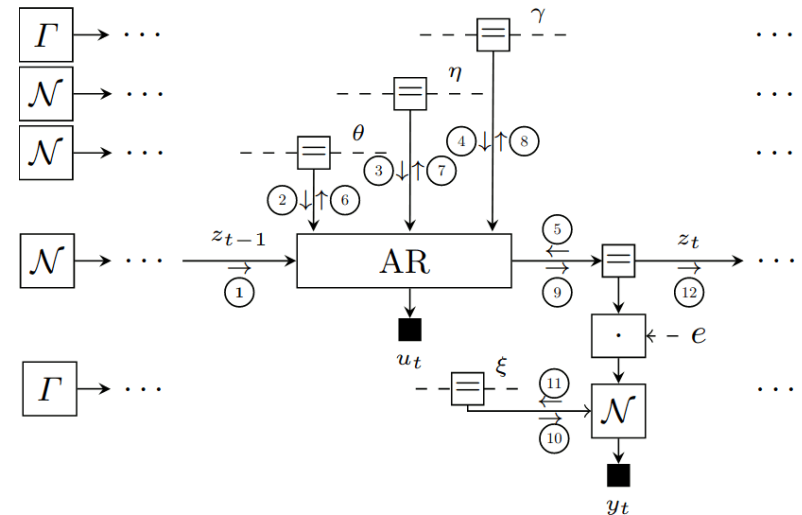 Γ ··· = γ ···
𝒩 ··· = η ···
𝒩 ··· = θ ···
4 8
3 7
2 6
𝒩 ··· z_{t−1} AR 5 = z_t ···
1 9 12
u_t · e
Γ ··· = ξ 11 𝒩 ···
10
y_t